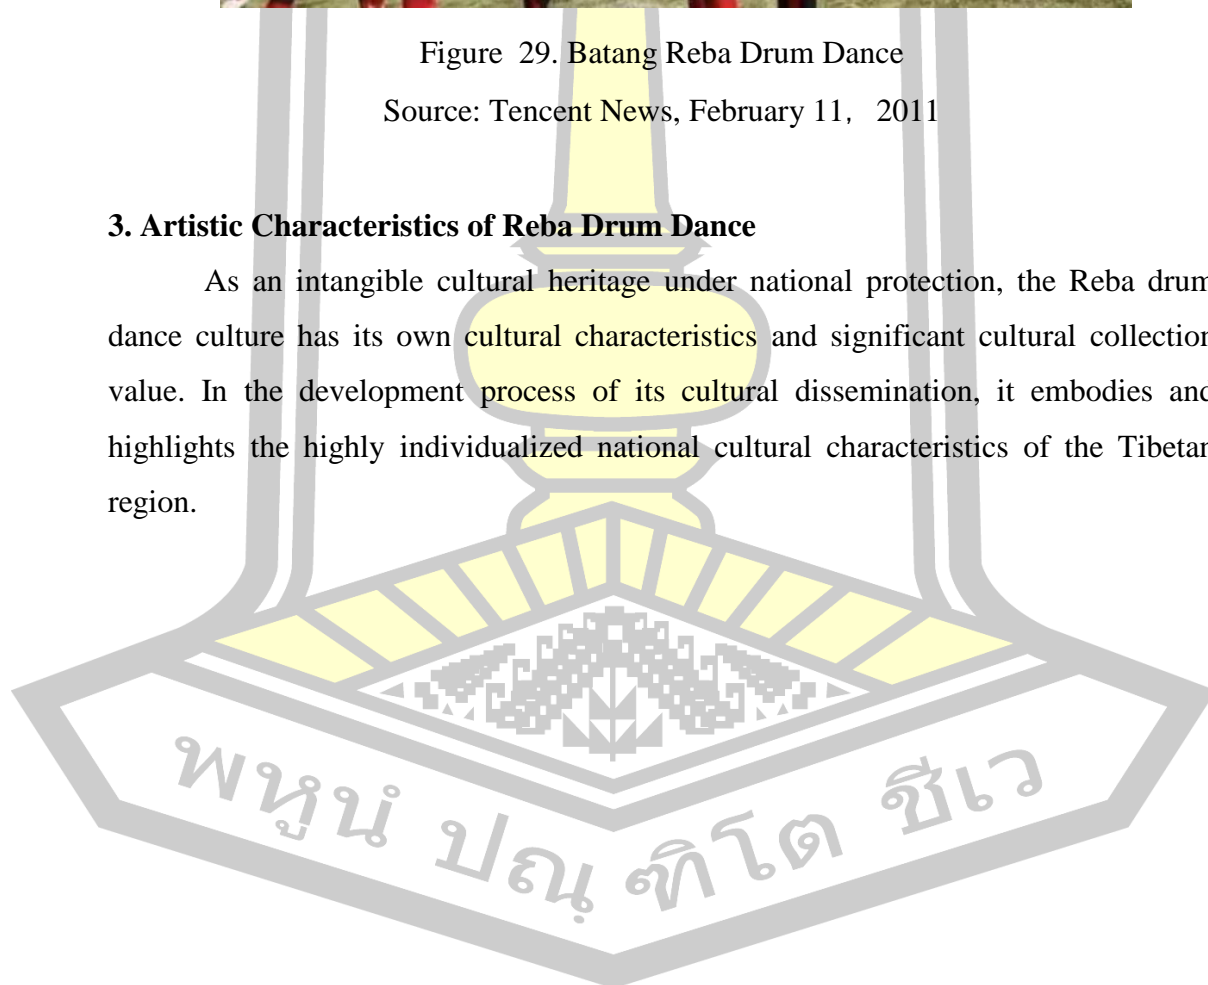 Figure 29. Batang Reba Drum Dance
Source: Tencent News, February 11， 2011
3. Artistic Characteristics of Reba Drum Dance
As an intangible cultural heritage under national protection, the Reba drum
dance culture has its own cultural characteristics and significant cultural collection
value. In the development process of its cultural dissemination, it embodies and
highlights the highly individualized national cultural characteristics of the Tibetan
region.
พหูนํ ปณฺ ฑิโต ชีเว